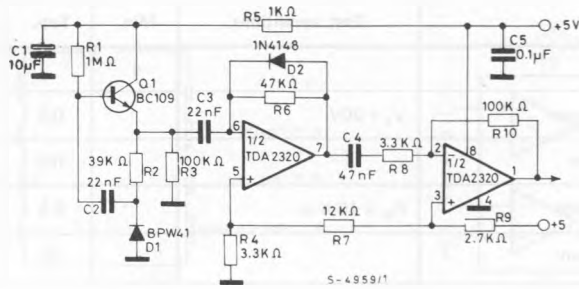 R5
1KΩ
+5V
C1
10µF
R1
1MΩ
Q1
BC109
1N4148
D2
47KΩ
R6
C5
0.1µF
C3
22nF
6
1/2
TDA2320
7
5
+
C4
47nF
3.3KΩ
R8
100KΩ
R10
2
8
1/2
TDA2320
1
3
+
4
39KΩ
R2
100KΩ
R3
22nF
C2
BPW41
D1
R4
3.3KΩ
12KΩ
R7
R9
2.7KΩ
+5
S-4959/1